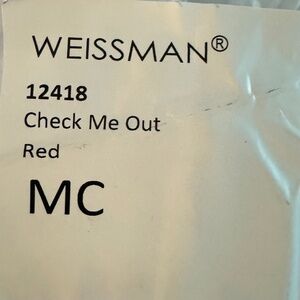 WEISSMAN®
12418
Check Me Out
Red
MC